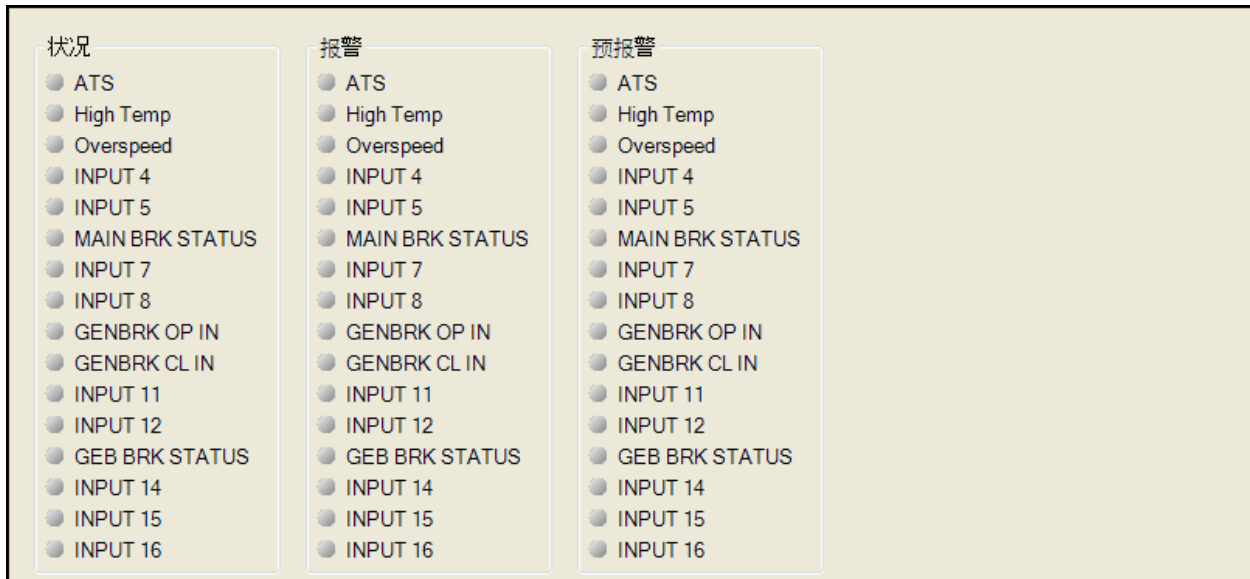 状况
ATS
High Temp
Overspeed
INPUT 4
INPUT 5
MAIN BRK STATUS
INPUT 7
INPUT 8
GENBRK OP IN
GENBRK CL IN
INPUT 11
INPUT 12
GEB BRK STATUS
INPUT 14
INPUT 15
INPUT 16
报警
ATS
High Temp
Overspeed
INPUT 4
INPUT 5
MAIN BRK STATUS
INPUT 7
INPUT 8
GENBRK OP IN
GENBRK CL IN
INPUT 11
INPUT 12
GEB BRK STATUS
INPUT 14
INPUT 15
INPUT 16
预报警
ATS
High Temp
Overspeed
INPUT 4
INPUT 5
MAIN BRK STATUS
INPUT 7
INPUT 8
GENBRK OP IN
GENBRK CL IN
INPUT 11
INPUT 12
GEB BRK STATUS
INPUT 14
INPUT 15
INPUT 16